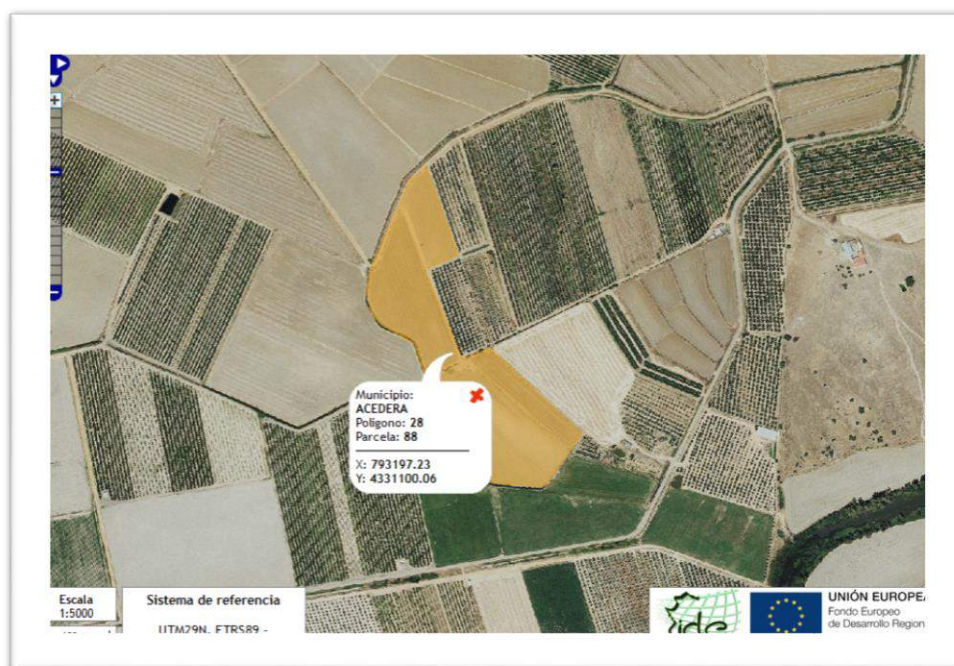 Municipio:
ACEDERA
Polígono: 28
Parcela: 88
X: 793197.23
Y: 4331100.06
Escala
1:5000
Sistema de referencia
UTM29N, ETRS89 -
ide
UNIÓN EUROPEA
Fondo Europeo
de Desarrollo Region